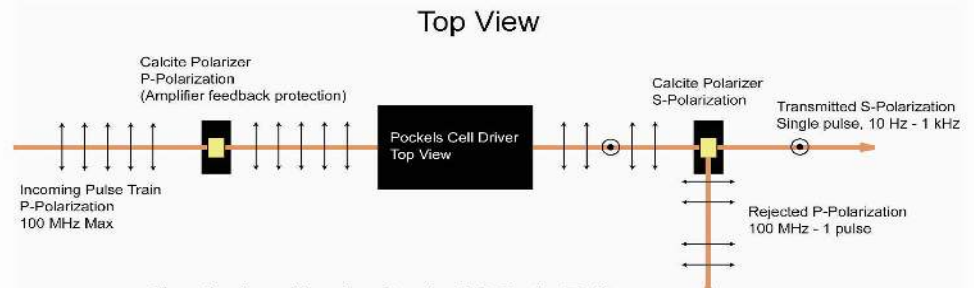 Top View
Calcite Polarizer
P-Polarization
(Amplifier feedback protection)
Calcite Polarizer
S-Polarization
Transmitted S-Polarization
Single pulse, 10 Hz - 1 kHz
Pockels Cell Driver
Top View
Incoming Pulse Train
P-Polarization
100 MHz Max
Rejected P-Polarization
100 MHz - 1 pulse